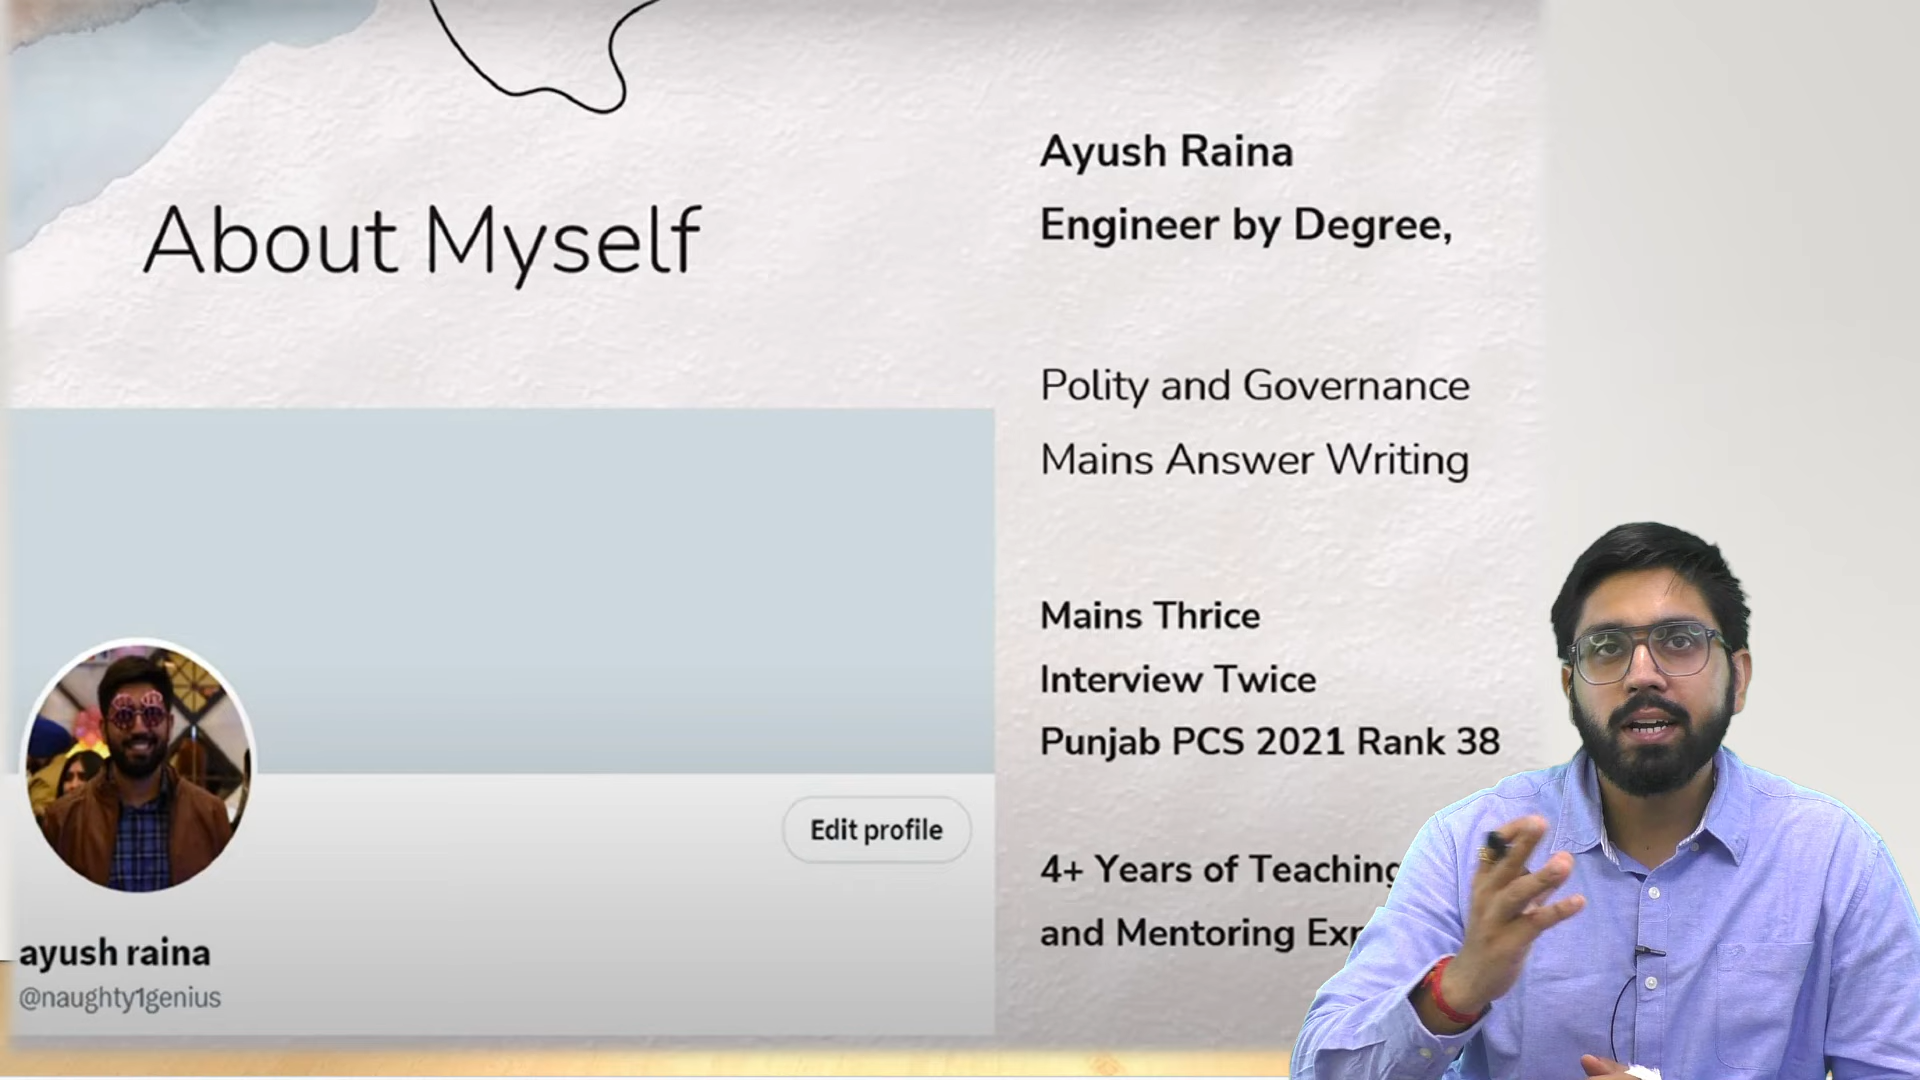 About Myself
Ayush Raina
Engineer by Degree,
Polity and Governance
Mains Answer Writing
Mains Thrice
Interview Twice
Punjab PCS 2021 Rank 38
4+ Years of Teaching
and Mentoring
Edit profile
ayush raina
@naughty1genius